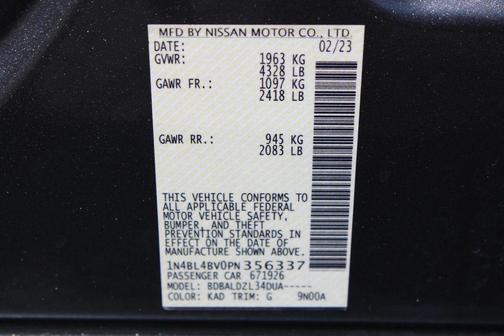 MFD BY NISSAN MOTOR CO., LTD.
DATE: 02/23
GVWR: 1963 KG
4328 LB
GAWR FR.: 1097 KG
2418 LB
GAWR RR.: 945 KG
2083 LB
THIS VEHICLE CONFORMS TO
ALL APPLICABLE FEDERAL
MOTOR VEHICLE SAFETY,
BUMPER, AND THEFT
PREVENTION STANDARDS IN
EFFECT ON THE DATE OF
MANUFACTURE SHOWN ABOVE.
1N4BL4BV0PN356337
PASSENGER CAR 671926
MODEL: BDBALDZL34DUA-----
COLOR: KAD TRIM: G 9N00A